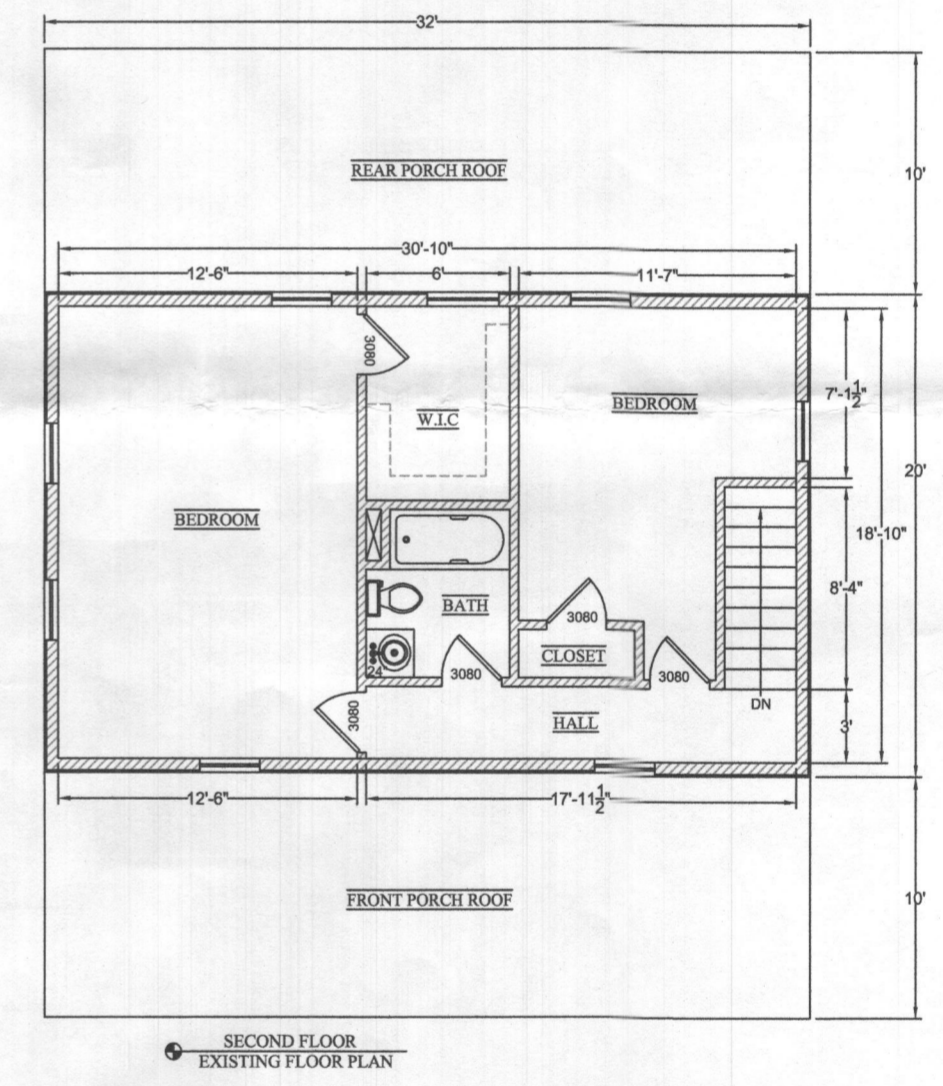 32'
REAR PORCH ROOF
10'
30'-10"
12'-6"
6'
11'-7"
3080
W.I.C
BEDROOM
7'-1 1/2"
20'
BEDROOM
18'-10"
8'-4"
BATH
3080
CLOSET
24
3080
3080
3080
HALL
DN
3'
12'-6"
17'-11 1/2"
FRONT PORCH ROOF
10'
SECOND FLOOR
EXISTING FLOOR PLAN